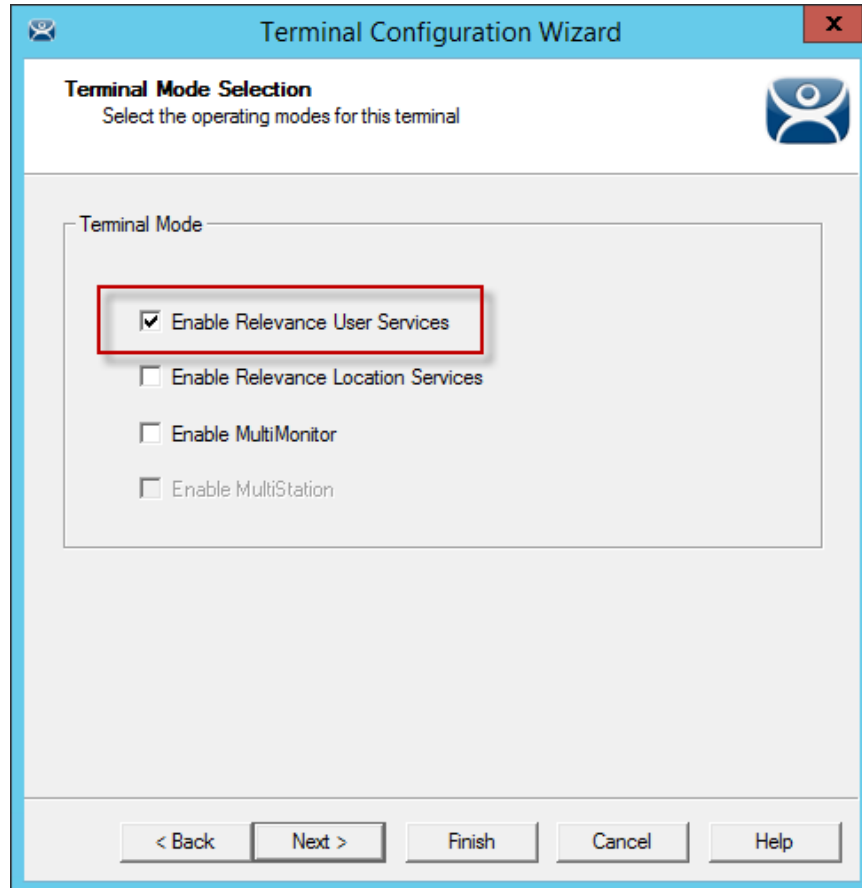 Terminal Configuration Wizard
x
Terminal Mode Selection
Select the operating modes for this terminal
Terminal Mode
Enable Relevance User Services
Enable Relevance Location Services
Enable MultiMonitor
Enable MultiStation
< Back Next > Finish Cancel Help